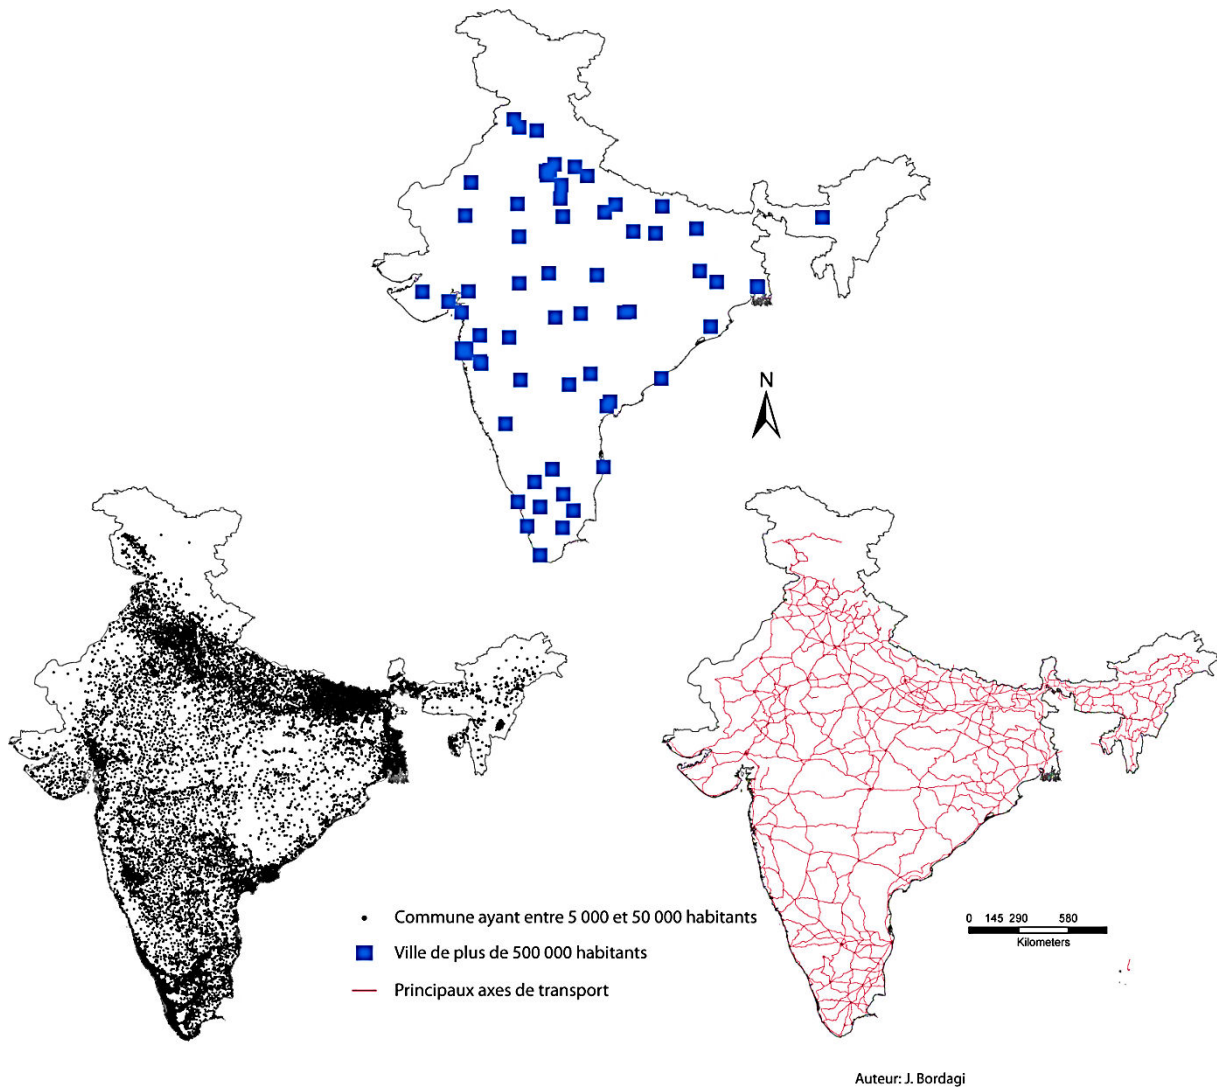 N
Commune ayant entre 5 000 et 50 000 habitants
Ville de plus de 500 000 habitants
Principaux axes de transport
0 145 290 580
Kilometers
Auteur: J. Bordagi